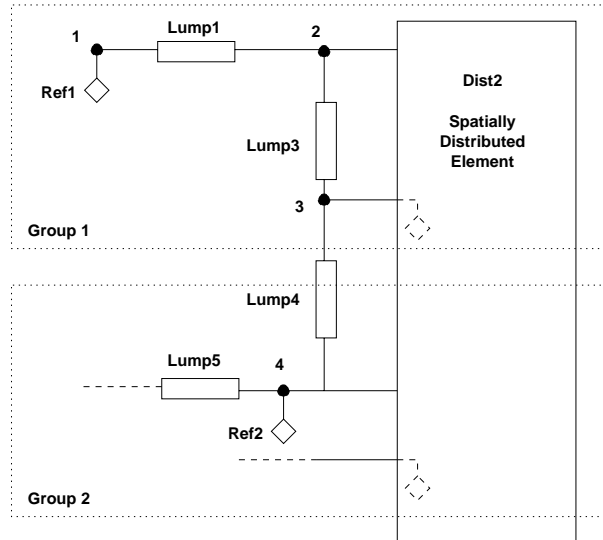 Lump1
1
2
Ref1
Dist2
Spatially
Distributed
Element
Lump3
3
Group 1
Lump4
Lump5
4
Ref2
Group 2